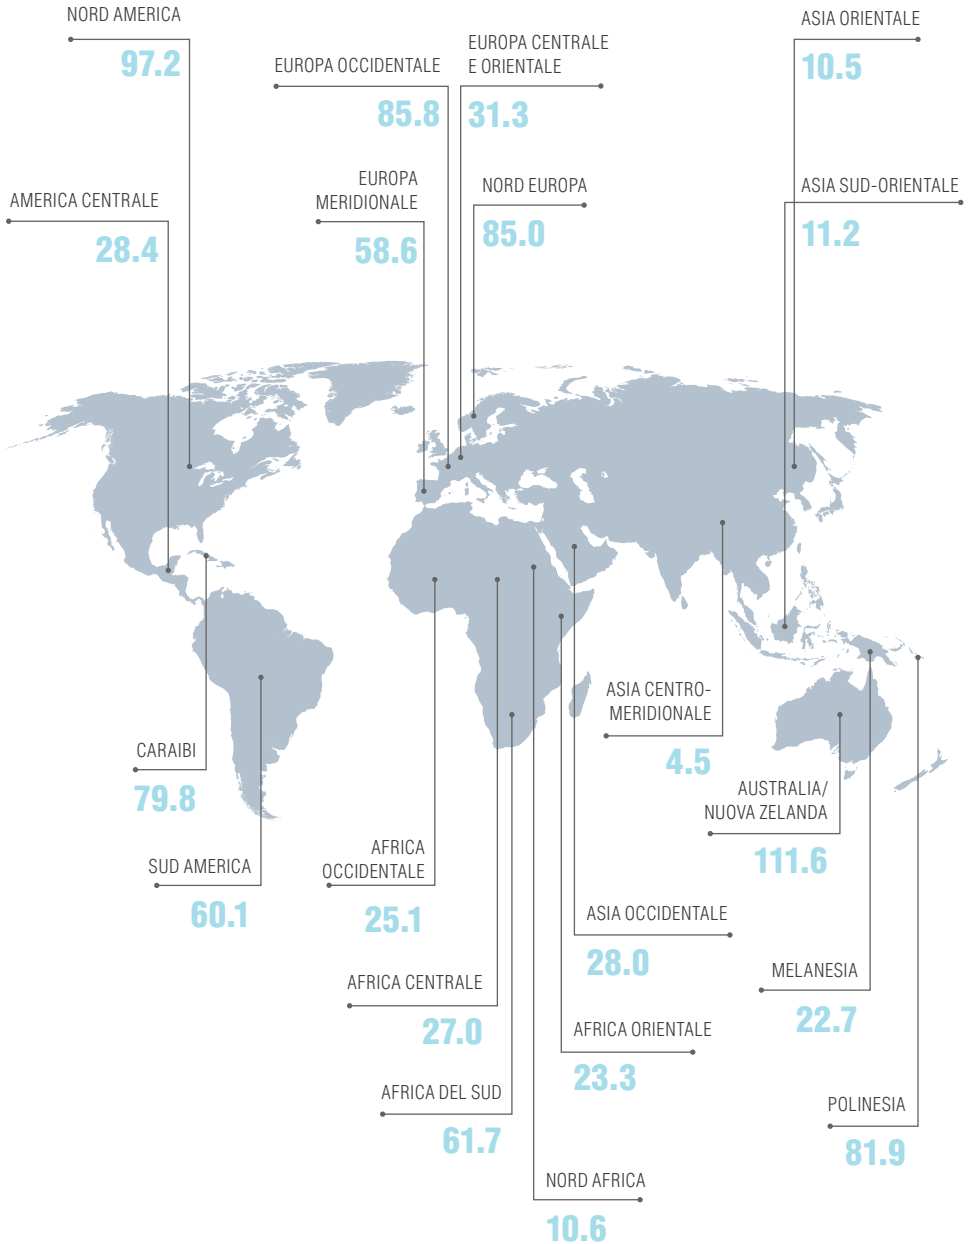 NORD AMERICA
97.2
EUROPA OCCIDENTALE
85.8
EUROPA CENTRALE
E ORIENTALE
31.3
ASIA ORIENTALE
10.5
AMERICA CENTRALE
28.4
EUROPA
MERIDIONALE
58.6
NORD EUROPA
85.0
ASIA SUD-ORIENTALE
11.2
CARAIBI
79.8
SUD AMERICA
60.1
AFRICA
OCCIDENTALE
25.1
AFRICA CENTRALE
27.0
AFRICA DEL SUD
61.7
NORD AFRICA
10.6
AFRICA ORIENTALE
23.3
ASIA OCCIDENTALE
28.0
ASIA CENTRO-
MERIDIONALE
4.5
AUSTRALIA/
NUOVA ZELANDA
111.6
MELANESIA
22.7
POLINESIA
81.9